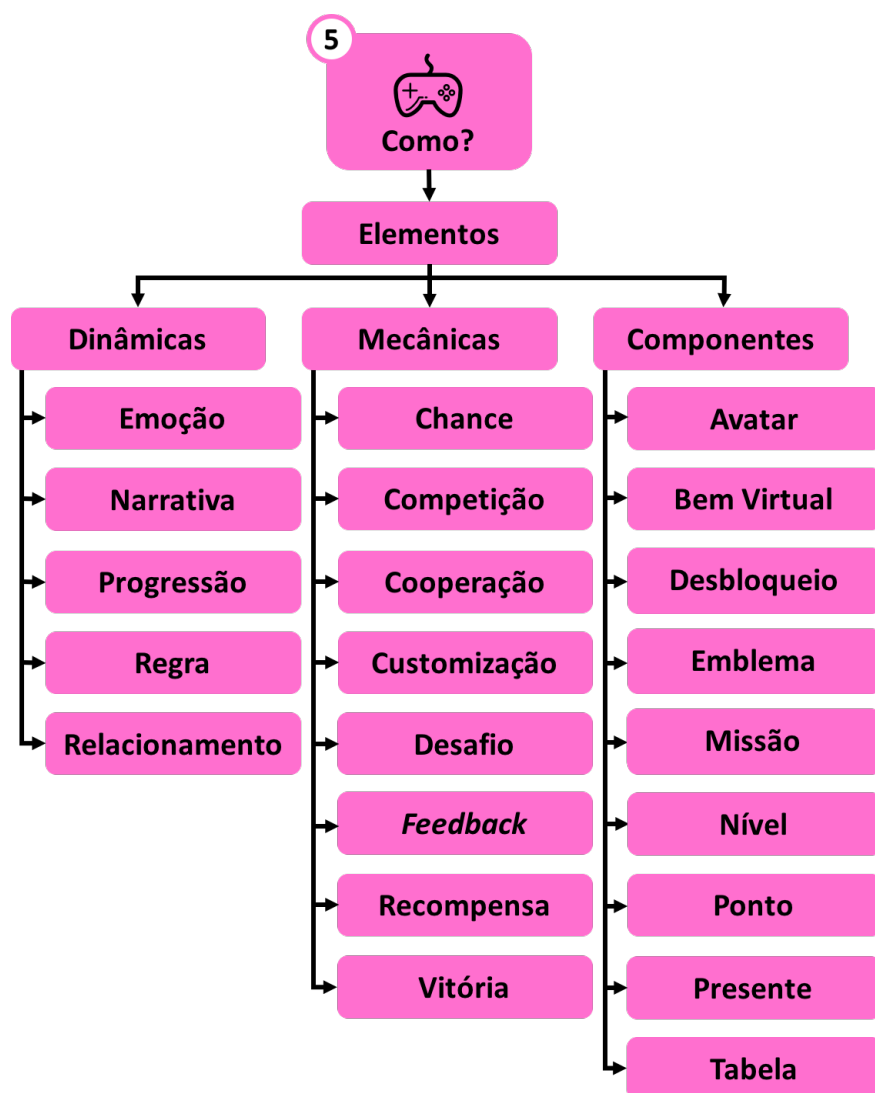 5
Como?
Elementos
Dinâmicas
Emoção
Narrativa
Progressão
Regra
Relacionamento
Mecânicas
Chance
Competição
Cooperação
Customização
Desafio
Feedback
Recompensa
Vitória
Componentes
Avatar
Bem Virtual
Desbloqueio
Emblema
Missão
Nível
Ponto
Presente
Tabela